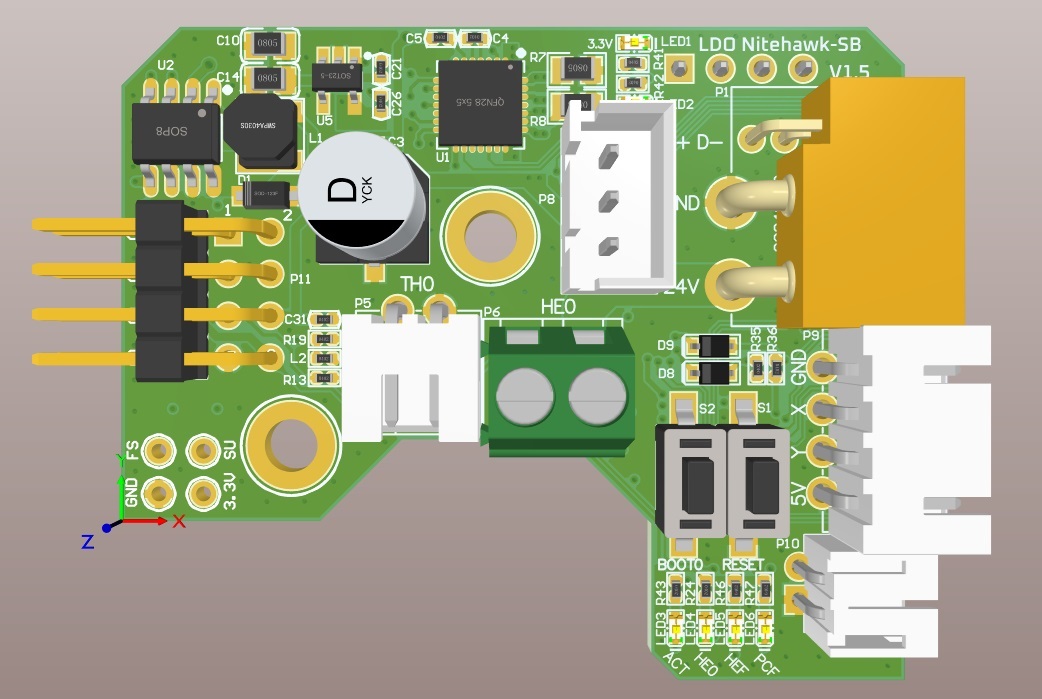 C10
C5
C4
3.3V
LED1
LDO Nitehawk-SB
V1.5
U2
0805
C14
0805
SOT23-5
C21
R7
0805
R41
R42
P1
SOP8
SWPA4030S
U5
C26
QFN28 5x5
R8
D2
L1
C3
U1
+ D-
D
YCK
D1
SOD-123F
1
2
P8
ND
P11
24V
TH0
P5
P6
HE0
C31
R19
L2
R13
D9
D8
R35
R36
P9
GND
X
Y
5V
S2
S1
FS
SU
GND
3.3V
Y
X
Z
P10
BOOT0
RESET
R43
R24
R46
R47
LED3
LED4
LED5
LED6
ACT
HE0
HEF
PCF